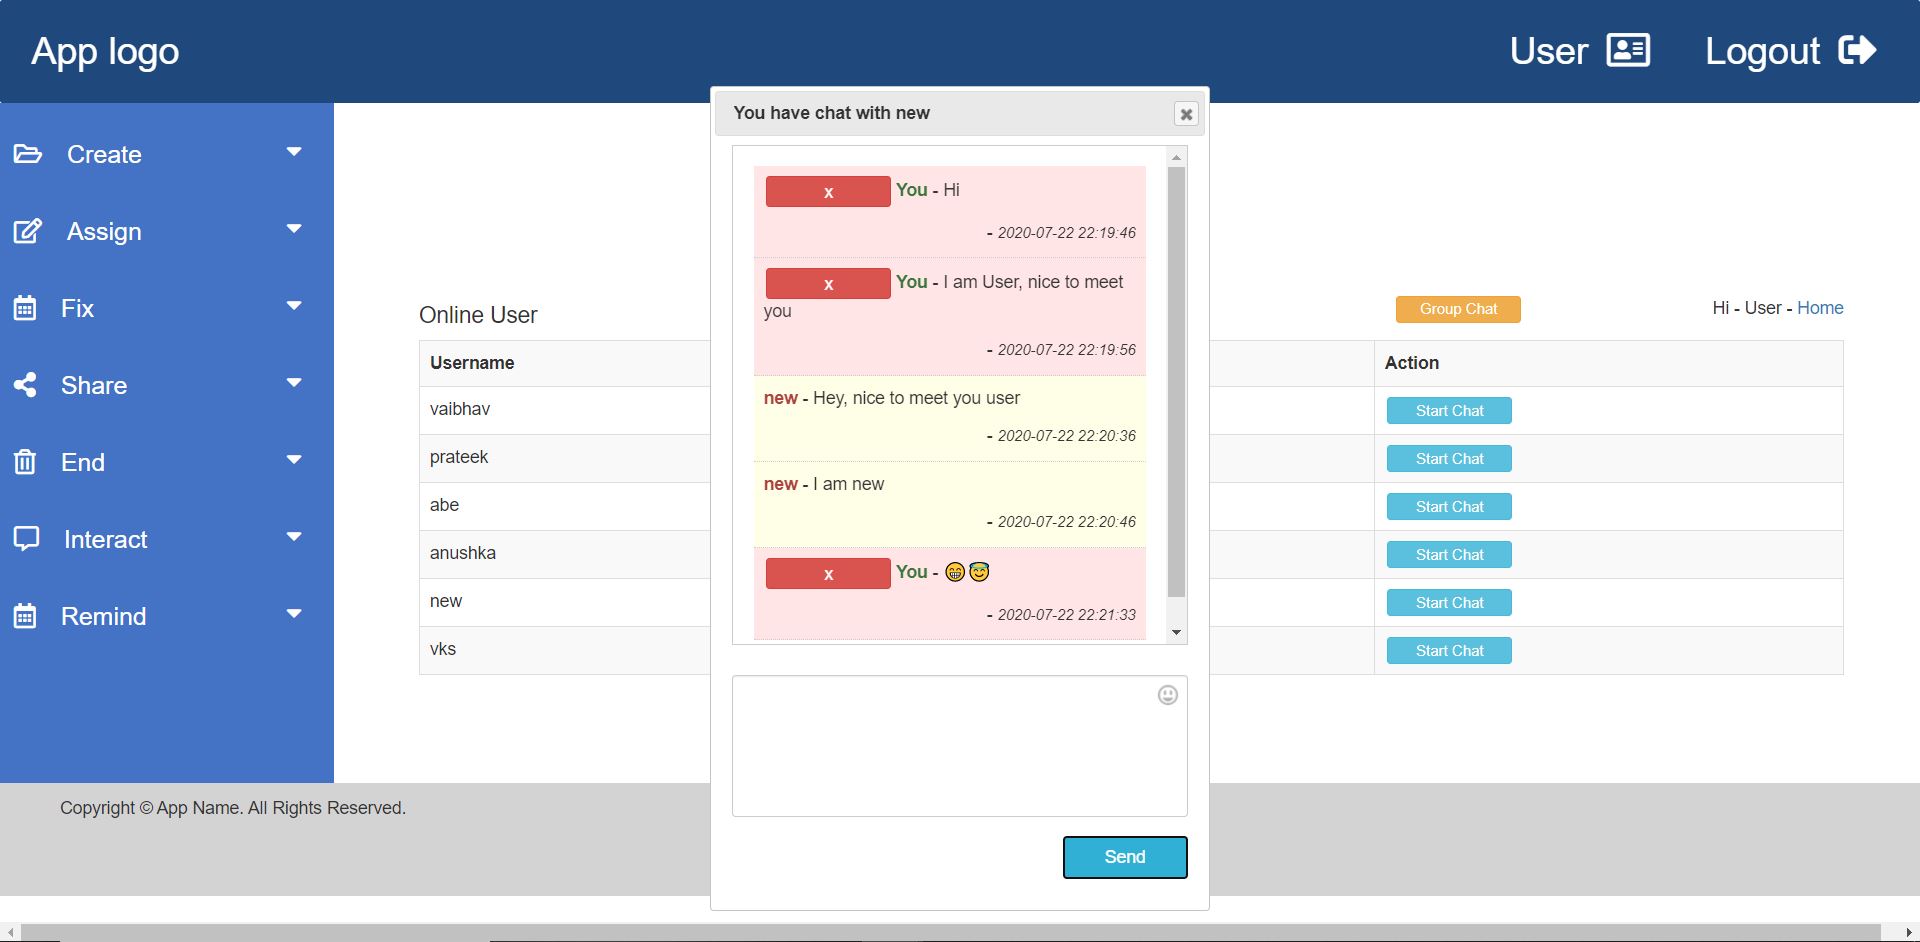 App logo
User
Logout
Create
Assign
Fix
Share
End
Interact
Remind
Online User
Group Chat
Hi - User - Home
Username
Action
vaibhav
Start Chat
prateek
Start Chat
abe
Start Chat
anushka
Start Chat
new
Start Chat
vks
Start Chat
You have chat with new
x You - Hi
- 2020-07-22 22:19:46
x You - I am User, nice to meet
you
- 2020-07-22 22:19:56
new - Hey, nice to meet you user
- 2020-07-22 22:20:36
new - I am new
- 2020-07-22 22:20:46
x You - 😁😇
- 2020-07-22 22:21:33
Send
Copyright © App Name. All Rights Reserved.